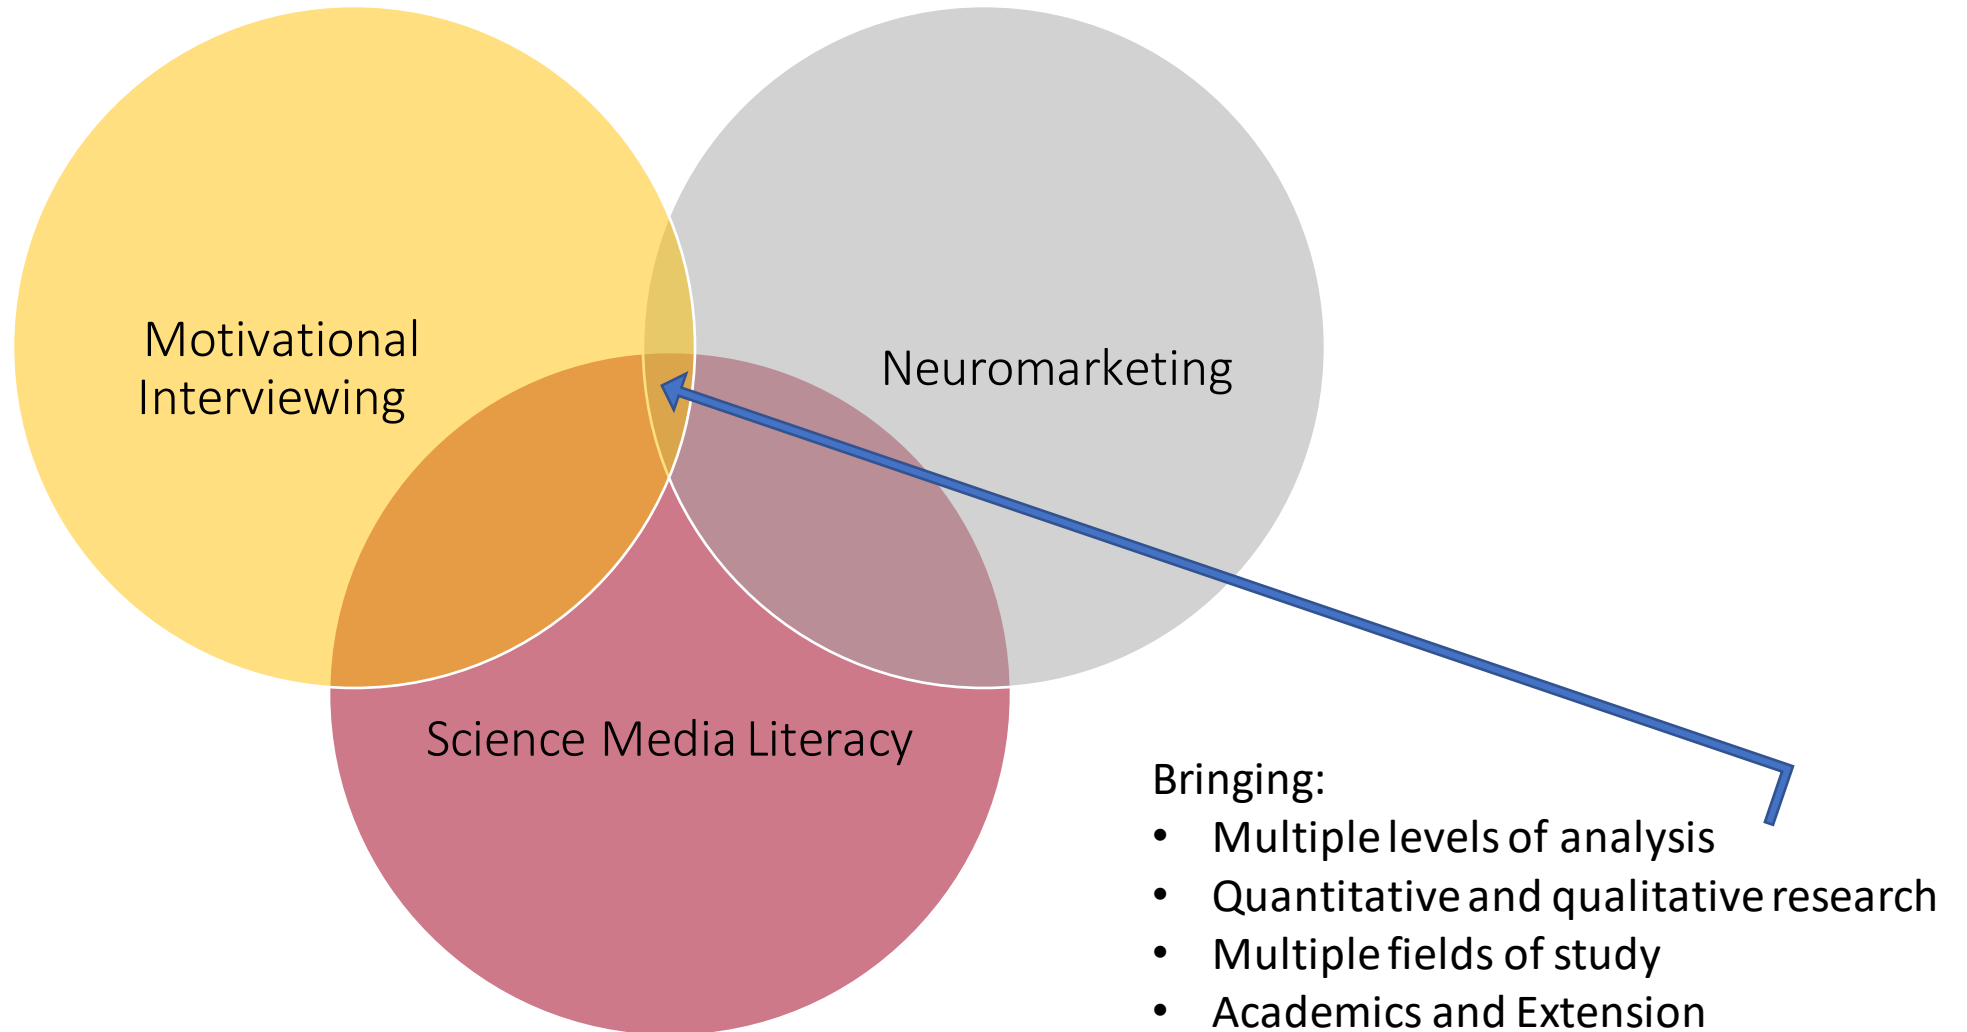 Motivational
Interviewing
Neuromarketing
Science Media Literacy
Bringing:
• Multiple levels of analysis
• Quantitative and qualitative research
• Multiple fields of study
• Academics and Extension